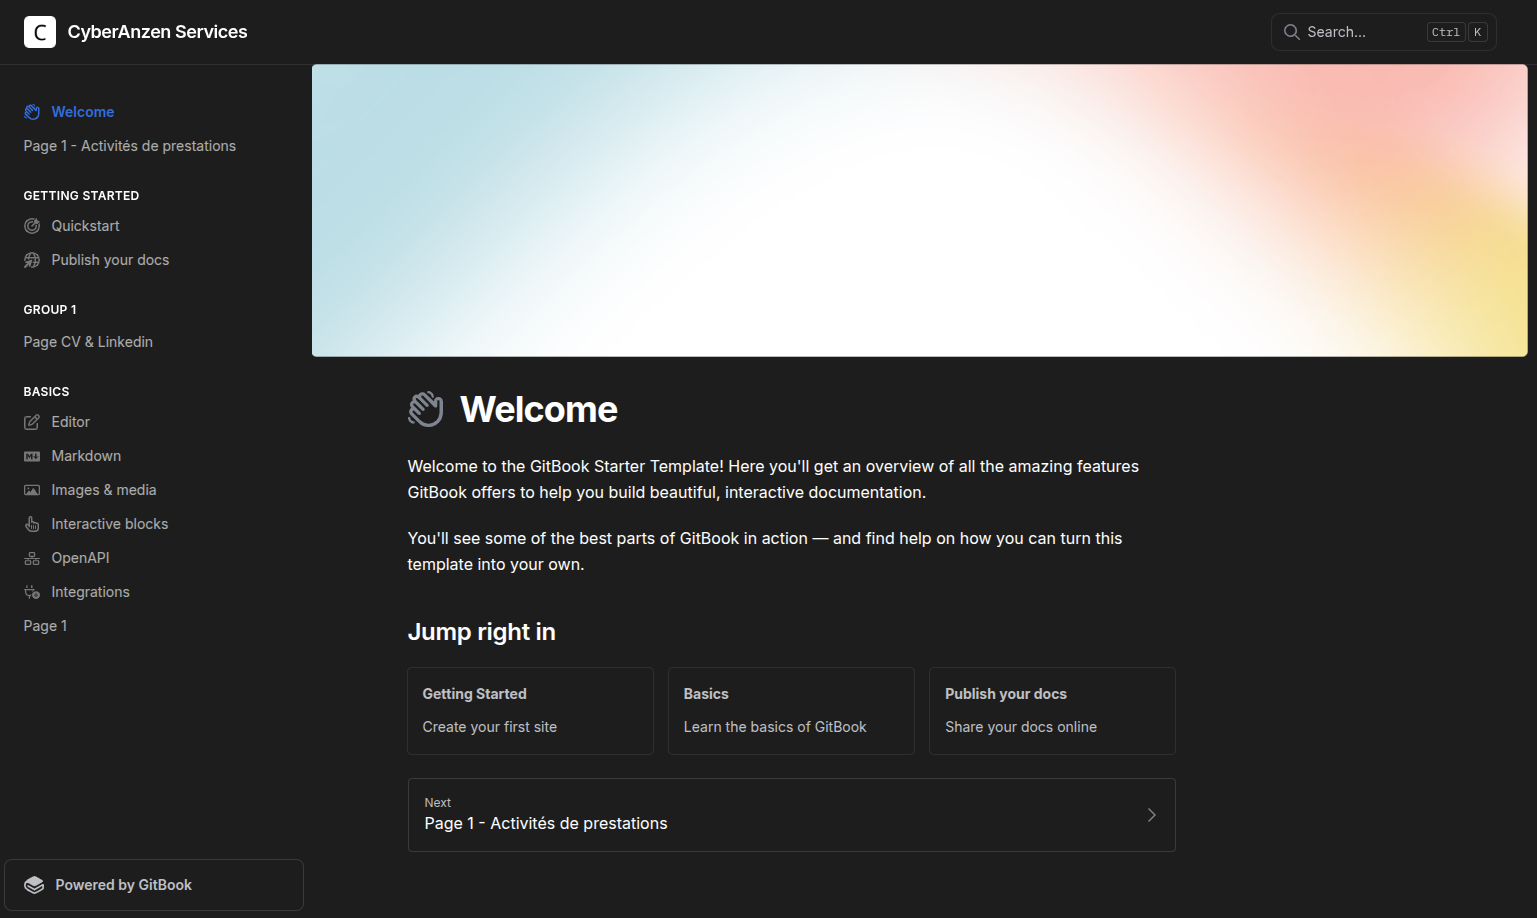 C CyberAnzen Services
Search... Ctrl K
Welcome
Page 1 - Activités de prestations
GETTING STARTED
Quickstart
Publish your docs
GROUP 1
Page CV & Linkedin
BASICS
Editor
Markdown
Images & media
Interactive blocks
OpenAPI
Integrations
Page 1
Powered by GitBook
Welcome
Welcome to the GitBook Starter Template! Here you'll get an overview of all the amazing features
GitBook offers to help you build beautiful, interactive documentation.
You'll see some of the best parts of GitBook in action — and find help on how you can turn this
template into your own.
Jump right in
Getting Started
Create your first site
Basics
Learn the basics of GitBook
Publish your docs
Share your docs online
Next
Page 1 - Activités de prestations